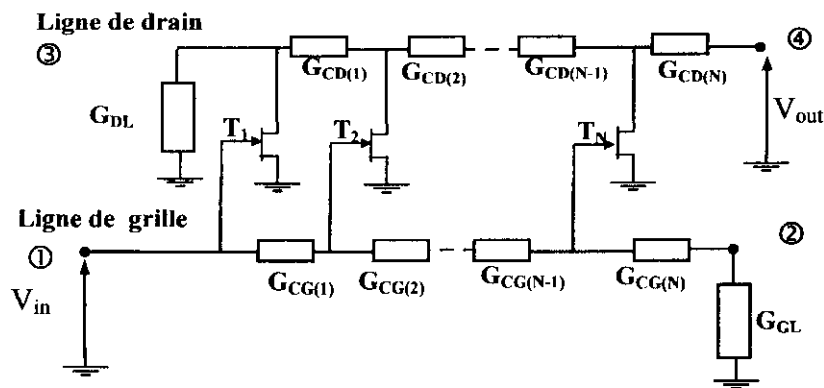 Ligne de drain
③
④
G_CD(1)
G_CD(2)
G_CD(N-1)
G_CD(N)
G_DL
T_1
T_2
T_N
V_out
Ligne de grille
①
②
G_CG(1)
G_CG(2)
G_CG(N-1)
G_CG(N)
V_in
G_GL